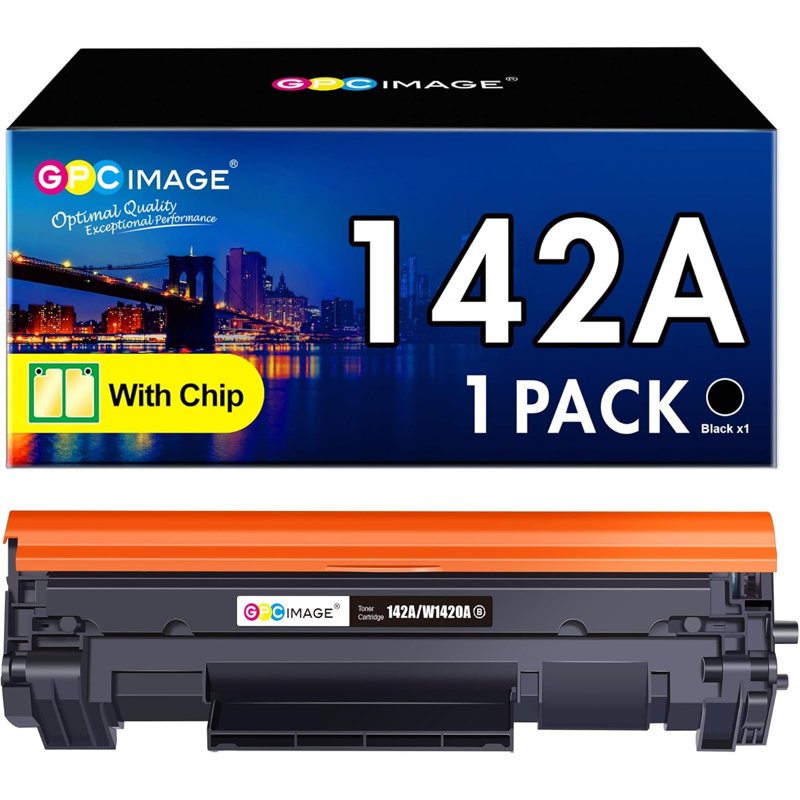 GPC IMAGE®
GPC IMAGE®
Optimal Quality
Exceptional Performance
142A
With Chip
1 PACK
Black x1
GPC IMAGE® Toner Cartridge 142A/W1420A B